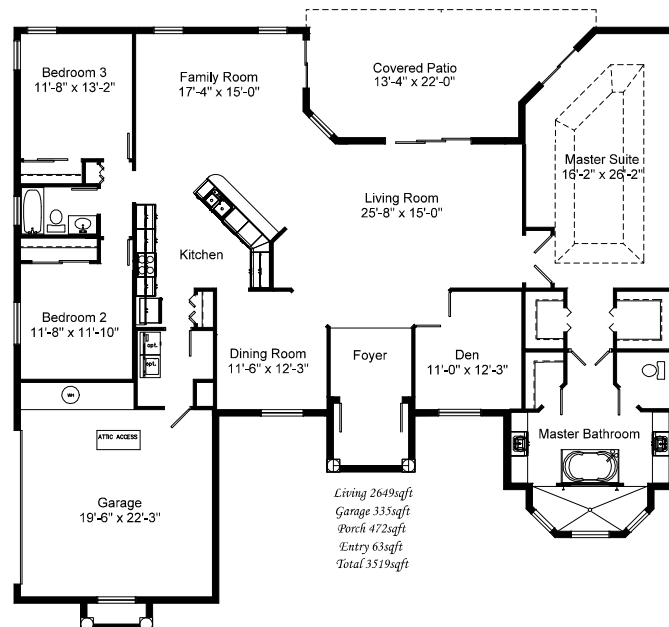 Bedroom 3
11'-8" x 13'-2"
Family Room
17'-4" x 15'-0"
Covered Patio
13'-4" x 22'-0"
Master Suite
16'-2" x 26'-2"
Living Room
25'-8" x 15'-0"
Kitchen
Bedroom 2
11'-8" x 11'-10"
opt.
opt.
Dining Room
11'-6" x 12'-3"
Foyer
Den
11'-0" x 12'-3"
WH
ATTIC ACCESS
Master Bathroom
Garage
19'-6" x 22'-3"
Living 2649sqft
Garage 335sqft
Porch 472sqft
Entry 63sqft
Total 3519sqft